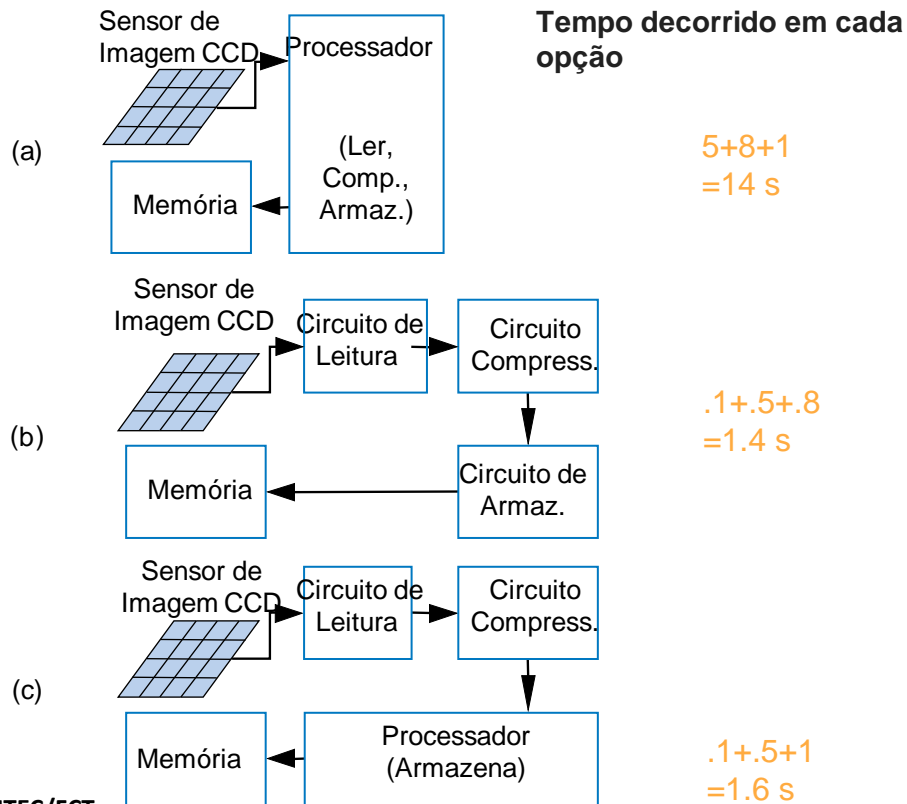 Tempo decorrido em cada
opção
(a)
Sensor de
Imagem CCD
Processador
(Ler,
Comp.,
Armaz.)
Memória
5+8+1
=14 s
(b)
Sensor de
Imagem CCD
Circuito de
Leitura
Circuito
Compress.
Circuito de
Armaz.
Memória
.1+.5+.8
=1.4 s
(c)
Sensor de
Imagem CCD
Circuito de
Leitura
Circuito
Compress.
Processador
(Armazena)
Memória
.1+.5+1
=1.6 s